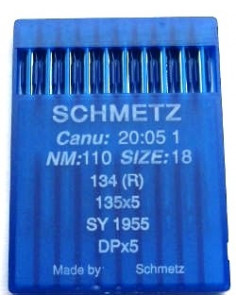 SCHMETZ
Canu: 20:05 1
NM:110 SIZE:18
134 (R)
135x5
SY 1955
DPx5
Made by Schmetz